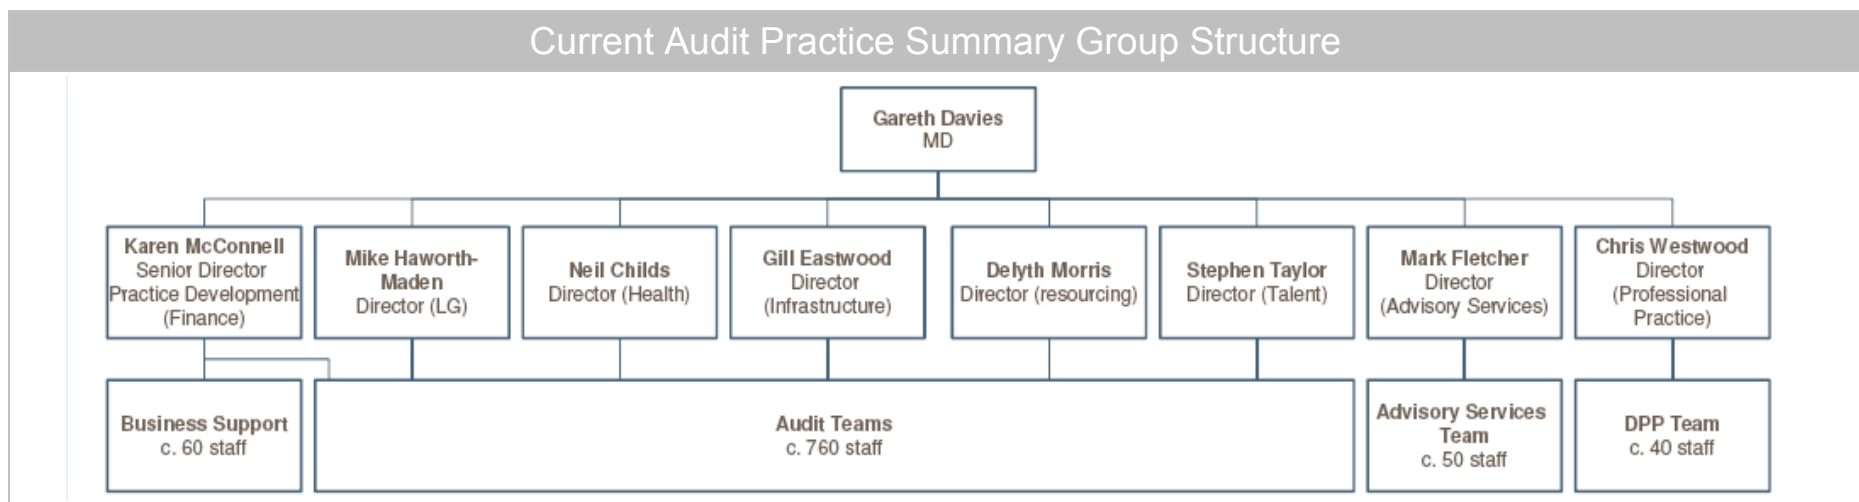 Current Audit Practice Summary Group Structure
Gareth Davies
MD
Karen McConnell
Senior Director
Practice Development
(Finance)
Mike Haworth-
Maden
Director (LG)
Neil Childs
Director (Health)
Gill Eastwood
Director
(Infrastructure)
Delyth Morris
Director (resourcing)
Stephen Taylor
Director (Talent)
Mark Fletcher
Director
(Advisory Services)
Chris Westwood
Director
(Professional
Practice)
Business Support
c. 60 staff
Audit Teams
c. 760 staff
Advisory Services
Team
c. 50 staff
DPP Team
c. 40 staff